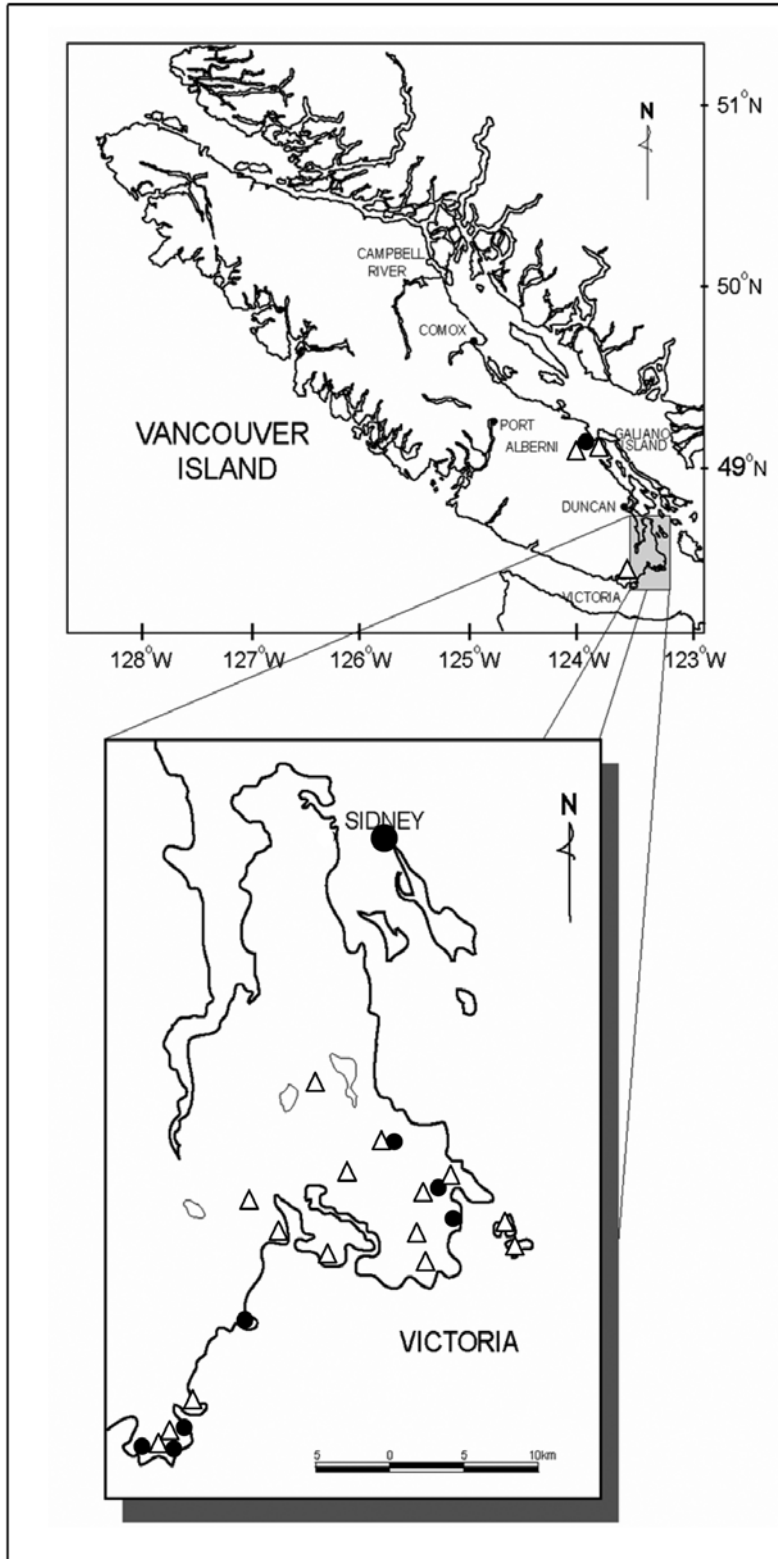 51°N
N
CAMPBELL
RIVER
50°N
COMOX
VANCOUVER
ISLAND
PORT
ALBERNI
GALIANO
ISLAND
49°N
DUNCAN
VICTORIA
128°W 127°W 126°W 125°W 124°W 123°W
SIDNEY
N
VICTORIA
5 0 5 10km